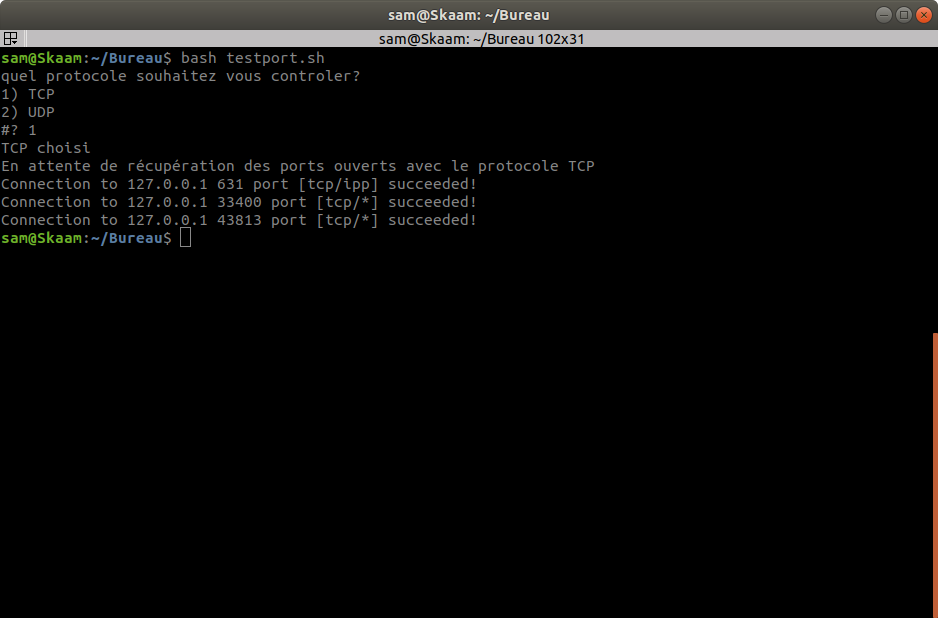 sam@Skaam: ~/Bureau
sam@Skaam: ~/Bureau 102x31
sam@Skaam:~/Bureau$ bash testport.sh
quel protocole souhaitez vous controler?
1) TCP
2) UDP
#? 1
TCP choisi
En attente de récupération des ports ouverts avec le protocole TCP
Connection to 127.0.0.1 631 port [tcp/ipp] succeeded!
Connection to 127.0.0.1 33400 port [tcp/*] succeeded!
Connection to 127.0.0.1 43813 port [tcp/*] succeeded!
sam@Skaam:~/Bureau$